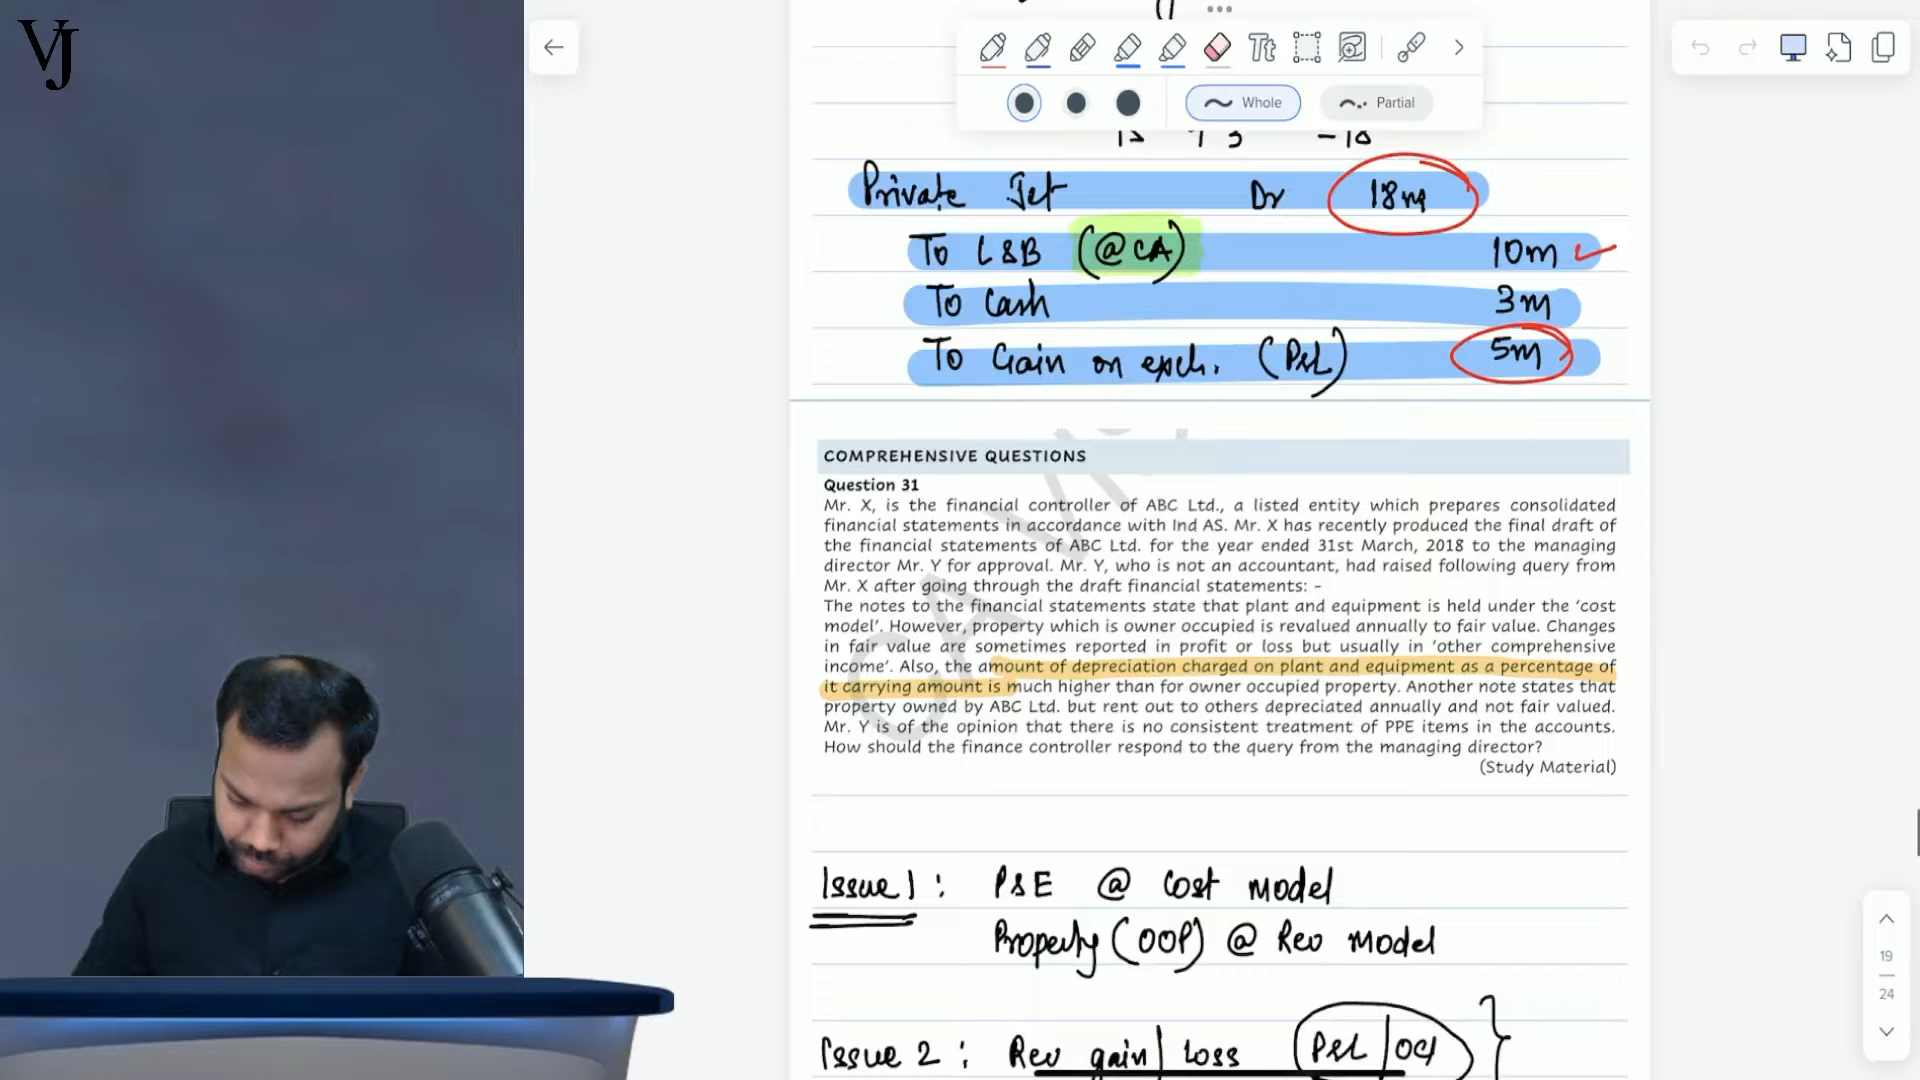 VJ
Tt
Whole
Partial
Private Jet Dr 18m
To L&B (@CA) 10m
To Cash 3m
To Gain on exch. (P&L) 5m
COMPREHENSIVE QUESTIONS
Question 31
Mr. X, is the financial controller of ABC Ltd., a listed entity which prepares consolidated
financial statements in accordance with Ind AS. Mr. X has recently produced the final draft of
the financial statements of ABC Ltd. for the year ended 31st March, 2018 to the managing
director Mr. Y for approval. Mr. Y, who is not an accountant, had raised following query from
Mr. X after going through the draft financial statements: -
The notes to the financial statements state that plant and equipment is held under the ‘cost
model’. However, property which is owner occupied is revalued annually to fair value. Changes
in fair value are sometimes reported in profit or loss but usually in ‘other comprehensive
income’. Also, the amount of depreciation charged on plant and equipment as a percentage of
it carrying amount is much higher than for owner occupied property. Another note states that
property owned by ABC Ltd. but rent out to others depreciated annually and not fair valued.
Mr. Y is of the opinion that there is no consistent treatment of PPE items in the accounts.
How should the finance controller respond to the query from the managing director?
(Study Material)
Issue 1 : P&E @ Cost Model
Property (OOP) @ Rev Model
Issue 2 : Rev gain / Loss P&L / OCI
19
24